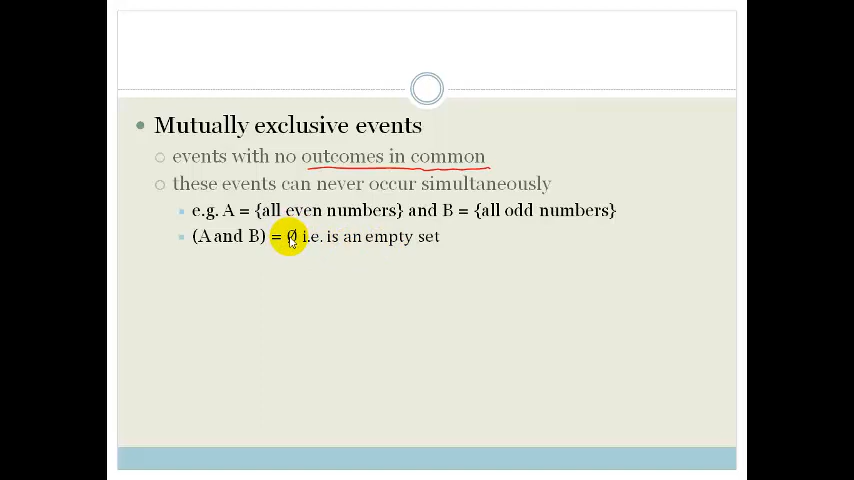 Mutually exclusive events
events with no outcomes in common
these events can never occur simultaneously
e.g. A = {all even numbers} and B = {all odd numbers}
(A and B) = Ø i.e. is an empty set